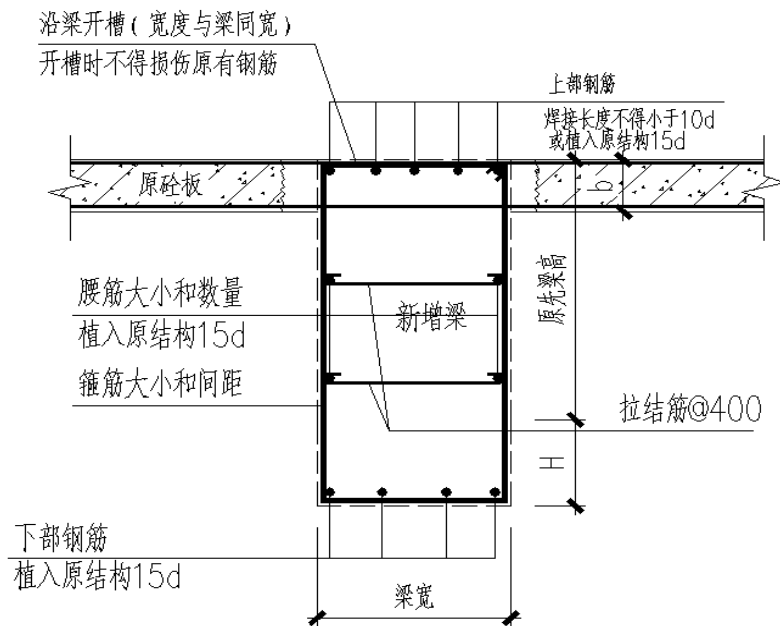 沿梁开槽(宽度与梁同宽)
开槽时不得损伤原有钢筋
上部钢筋
焊接长度不得小于10d
或植入原结构15d
原砼板
b
腰筋大小和数量
植入原结构15d
箍筋大小和间距
新增梁
原先梁高
拉结筋@400
H
下部钢筋
植入原结构15d
梁宽